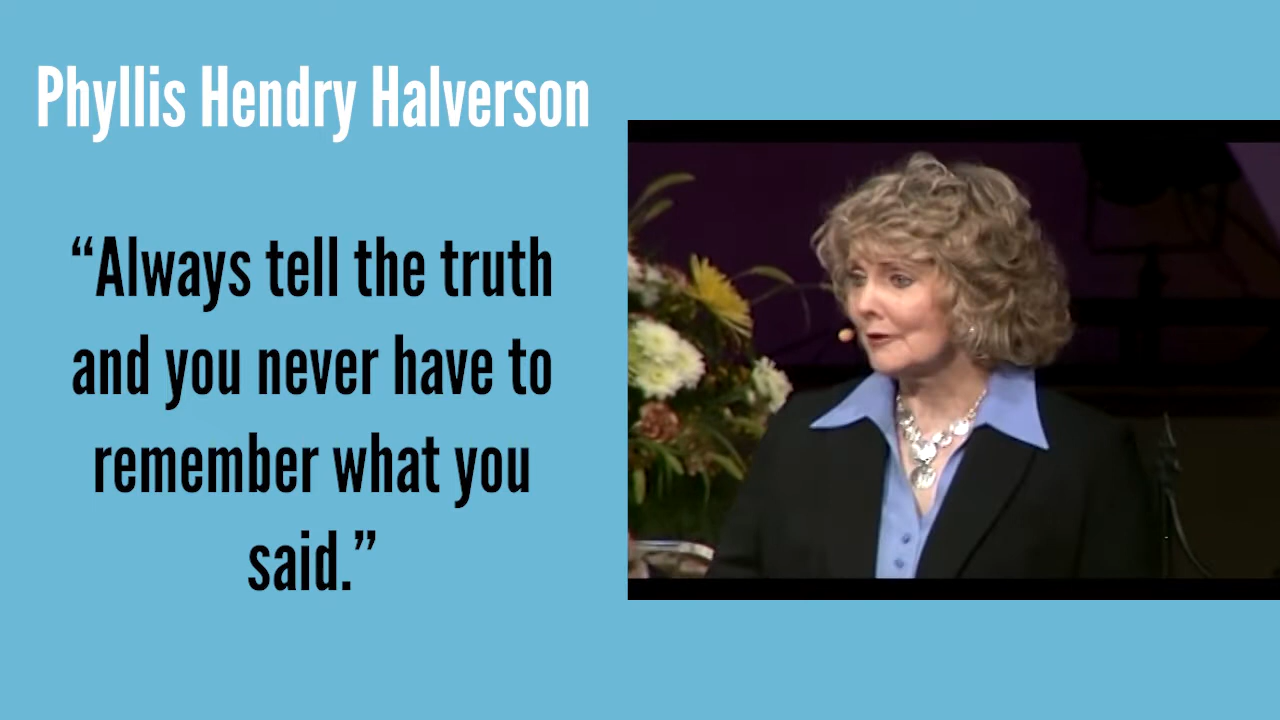 Phyllis Hendry Halverson
“Always tell the truth
and you never have to
remember what you
said.”